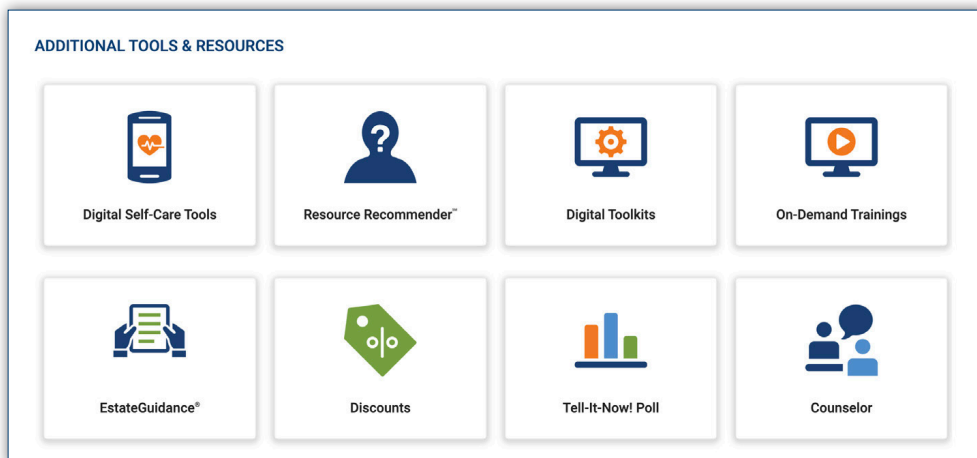 ADDITIONAL TOOLS & RESOURCES
?
Digital Self-Care Tools
Resource Recommender℠
Digital Toolkits
On-Demand Trainings
%
EstateGuidance®
Discounts
Tell-It-Now! Poll
Counselor